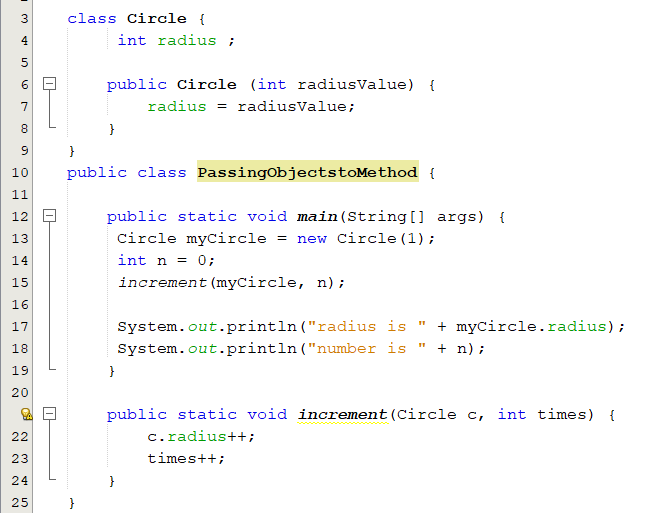 3 class Circle {
4 int radius ;
5
6 public Circle (int radiusValue) {
7 radius = radiusValue;
8 }
9 }
10 public class PassingObjectstoMethod {
11
12 public static void main(String[] args) {
13 Circle myCircle = new Circle(1);
14 int n = 0;
15 increment(myCircle, n);
16
17 System.out.println("radius is " + myCircle.radius);
18 System.out.println("number is " + n);
19 }
20
public static void increment(Circle c, int times) {
22 c.radius++;
23 times++;
24 }
25 }